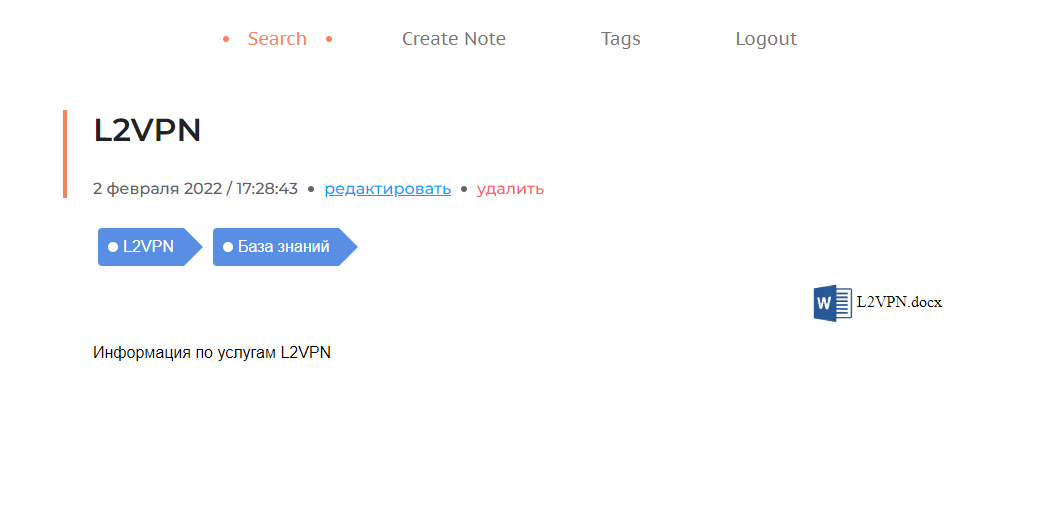 Search Create Note Tags Logout
L2VPN
2 февраля 2022 / 17:28:43 • редактировать • удалить
L2VPN База знаний
W L2VPN.docx
Информация по услугам L2VPN